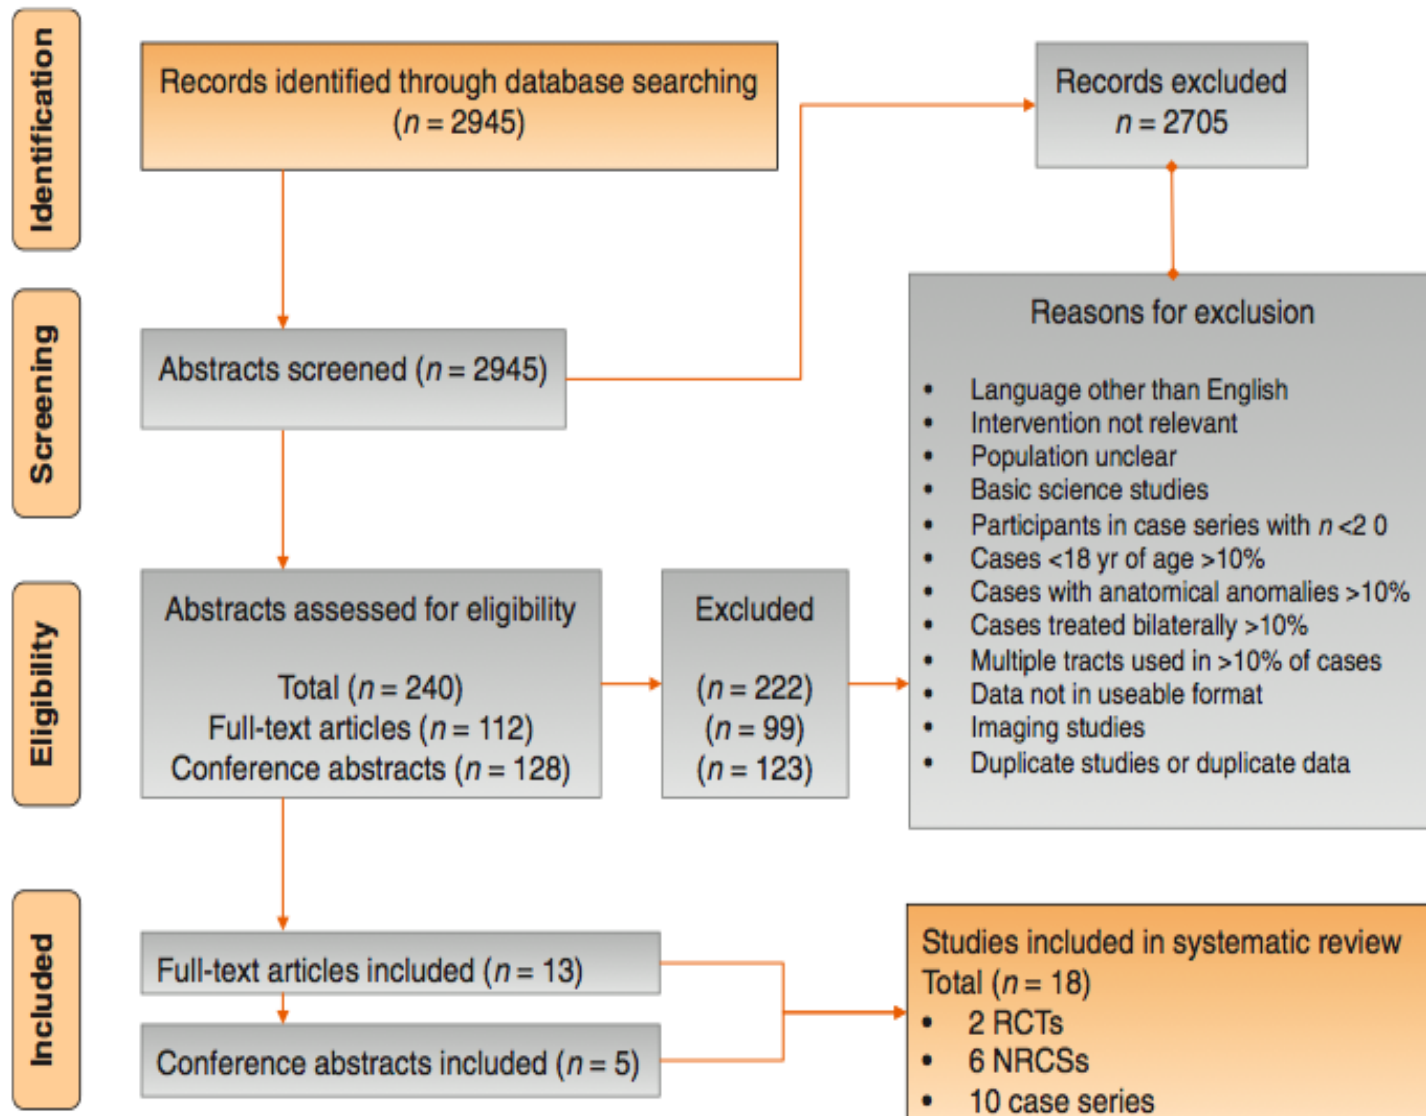 Identification
Records identified through database searching
(n = 2945)
Records excluded
n = 2705
Screening
Abstracts screened (n = 2945)
Reasons for exclusion
• Language other than English
• Intervention not relevant
• Population unclear
• Basic science studies
• Participants in case series with n <2 0
• Cases <18 yr of age >10%
• Cases with anatomical anomalies >10%
• Cases treated bilaterally >10%
• Multiple tracts used in >10% of cases
• Data not in useable format
• Imaging studies
• Duplicate studies or duplicate data
Eligibility
Abstracts assessed for eligibility
Total (n = 240)
Full-text articles (n = 112)
Conference abstracts (n = 128)
Excluded
(n = 222)
(n = 99)
(n = 123)
Included
Full-text articles included (n = 13)
Conference abstracts included (n = 5)
Studies included in systematic review
Total (n = 18)
• 2 RCTs
• 6 NRCSs
• 10 case series